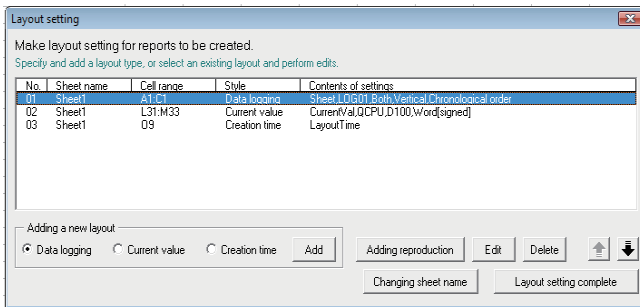 Layout setting
Make layout setting for reports to be created.
Specify and add a layout type, or select an existing layout and perform edits.
No. Sheet name Cell range Style Contents of settings
01 Sheet1 A1:C1 Data logging Sheet,LOG01,Both,Vertical,Chronological order
02 Sheet1 L31:M33 Current value CurrentVal,QCPU,D100,Word[signed]
03 Sheet1 O9 Creation time LayoutTime
Adding a new layout
Data logging Current value Creation time Add Adding reproduction Edit Delete
Changing sheet name Layout setting complete